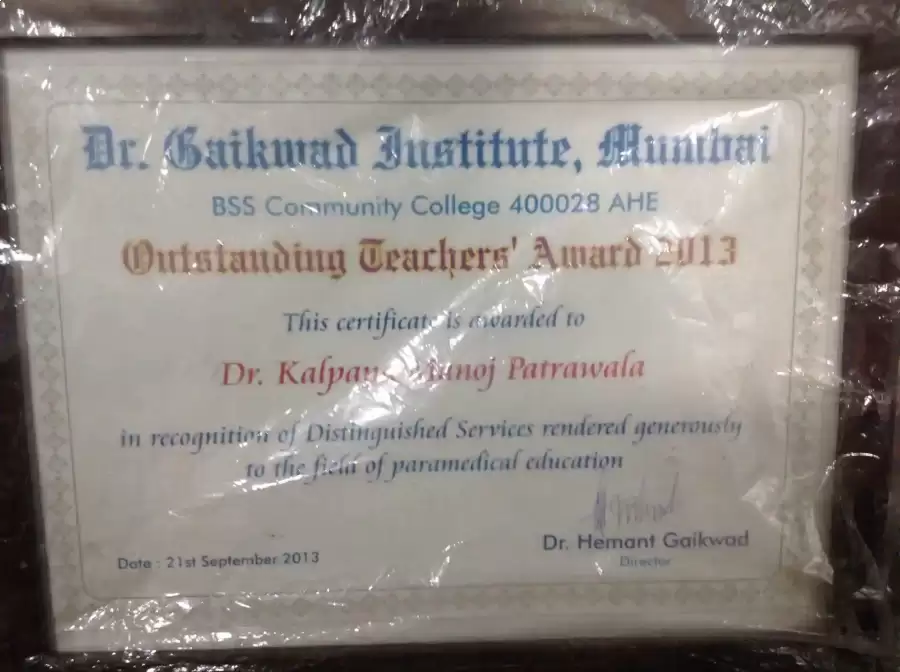 Dr. Gaikwad Institute, Mumbai
BSS Community College 400028 AHE
Outstanding Teachers' Award 2013
This certificate is awarded to
Dr. Kalpana Manoj Patrawala
in recognition of Distinguished Services rendered generously
to the field of paramedical education
Dr. Hemant Gaikwad
Director
Date : 21st September 2013